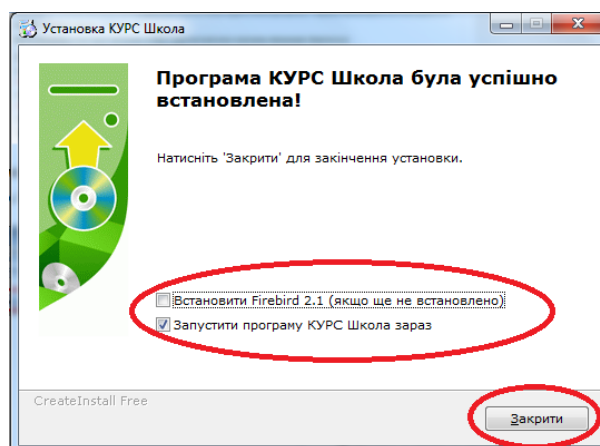 Установка КУРС Школа
Програма КУРС Школа була успішно
встановлена!
Натисніть 'Закрити' для закінчення установки.
Встановити Firebird 2.1 (якщо ще не встановлено)
Запустити програму КУРС Школа зараз
CreateInstall Free
Закрити